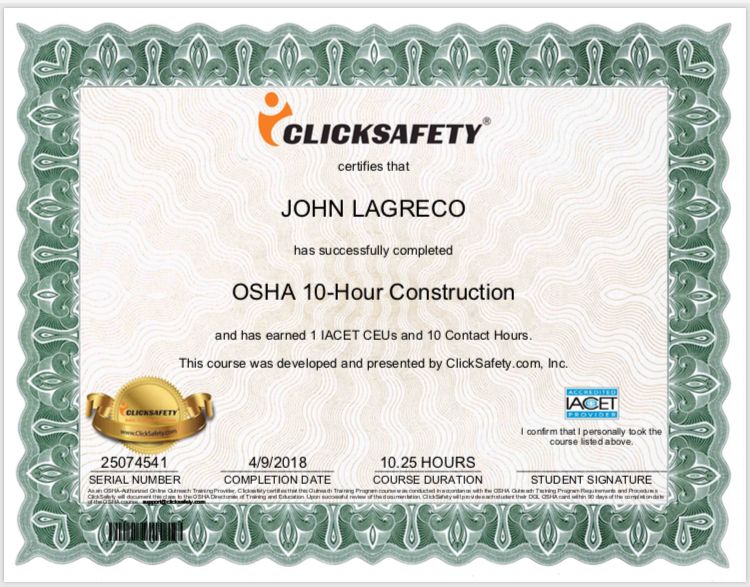 CLICKSAFETY®
certifies that
JOHN LAGRECO
has successfully completed
OSHA 10-Hour Construction
and has earned 1 IACET CEUs and 10 Contact Hours.
This course was developed and presented by ClickSafety.com, Inc.
CLICKSAFETY
www.ClickSafety.com
ACCREDITED
IACET
PROVIDER
I confirm that I personally took the
course listed above.
25074541 4/9/2018 10.25 HOURS
SERIAL NUMBER COMPLETION DATE COURSE DURATION STUDENT SIGNATURE
As an OSHA-Authorized Online Outreach Training Provider, Clicksafety certifies that this Outreach Training Program course was conducted in accordance with the OSHA Outreach Training Program Requirements and Procedures.
ClickSafety will document this class to the OSHA Directorate of Training and Education. Upon successful review of the documentation, ClickSafety will provide each student their DOL OSHA card within 90 days of the completion date
of the OSHA course. support@clicksafety.com